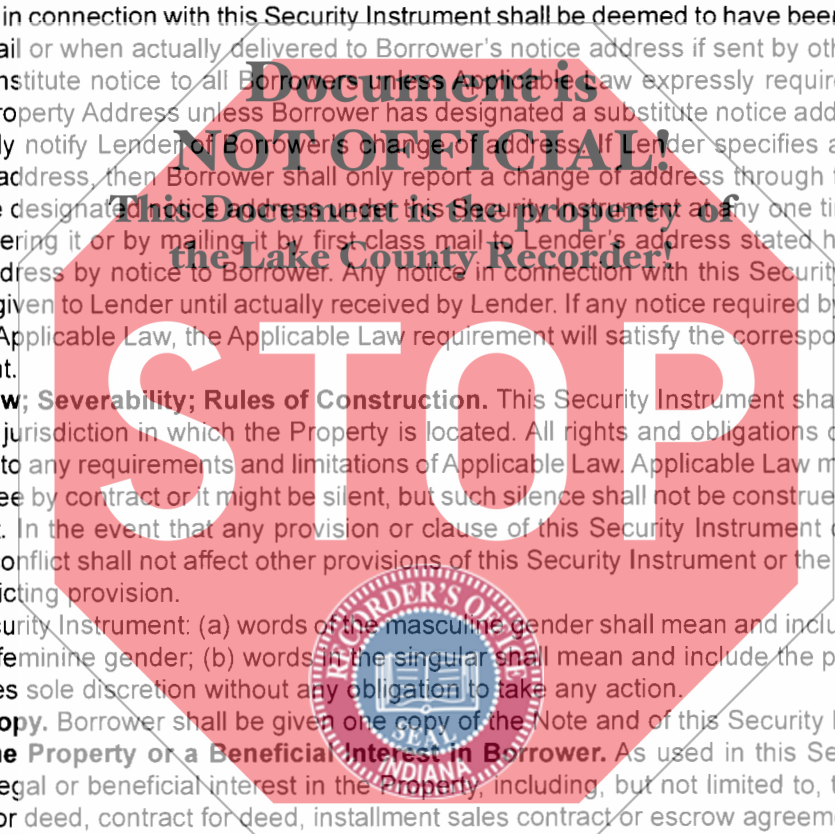 in connection with this Security Instrument shall be deemed to have been
ail or when actually delivered to Borrower's notice address if sent by oth
nstitute notice to all Borrowers unless Applicable Law expressly requir
roperty Address unless Borrower has designated a substitute notice add
ly notify Lender of Borrower's change of address. If Lender specifies a
address, then Borrower shall only report a change of address through
e designated notice address under this Security Instrument at any one ti
ering it or by mailing it by first class mail to Lender's address stated h
dress by notice to Borrower. Any notice in connection with this Securit
given to Lender until actually received by Lender. If any notice required b
Applicable Law, the Applicable Law requirement will satisfy the correspo
t.
w; Severability; Rules of Construction. This Security Instrument sha
jurisdiction in which the Property is located. All rights and obligations
to any requirements and limitations of Applicable Law. Applicable Law m
ee by contract or it might be silent, but such silence shall not be construe
. In the event that any provision or clause of this Security Instrument
onflict shall not affect other provisions of this Security Instrument or the
icting provision.
urity Instrument: (a) words of the masculine gender shall mean and inclu
feminine gender; (b) words in the singular shall mean and include the p
es sole discretion without any obligation to take any action.
opy. Borrower shall be given one copy of the Note and of this Security
he Property or a Beneficial Interest in Borrower. As used in this Se
egal or beneficial interest in the Property, including, but not limited to,
or deed, contract for deed, installment sales contract or escrow agreem
Document is
NOT OFFICIAL!
This Document is the property of
the Lake County Recorder!
STOP
RECORDER'S OFFICE
SEAL
INDIANA